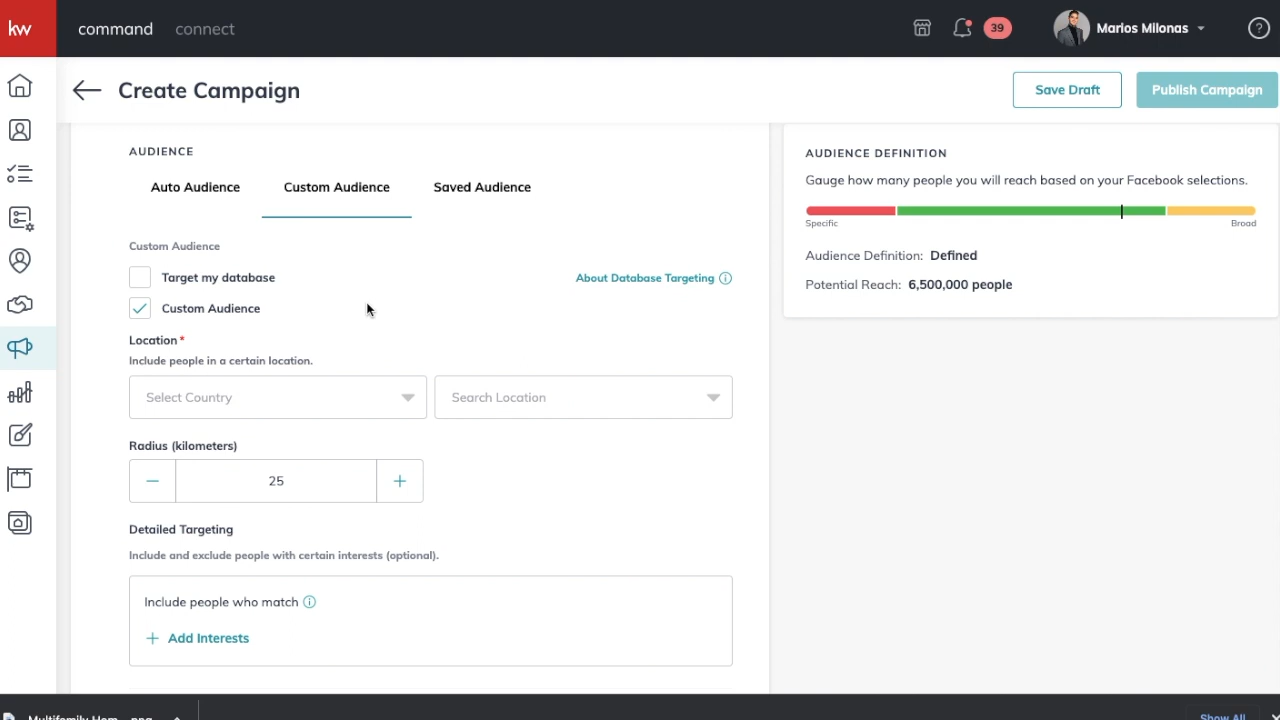 kw
command connect
39
Marios Milonas
?
Create Campaign
Save Draft
Publish Campaign
AUDIENCE
Auto Audience Custom Audience Saved Audience
Custom Audience
Target my database
About Database Targeting
Custom Audience
Location*
Include people in a certain location.
Select Country
Search Location
Radius (kilometers)
− 25 +
Detailed Targeting
Include and exclude people with certain interests (optional).
Include people who match
+ Add Interests
AUDIENCE DEFINITION
Gauge how many people you will reach based on your Facebook selections.
Specific Broad
Audience Definition: Defined
Potential Reach: 6,500,000 people
Multifamily Hom....png
Show All